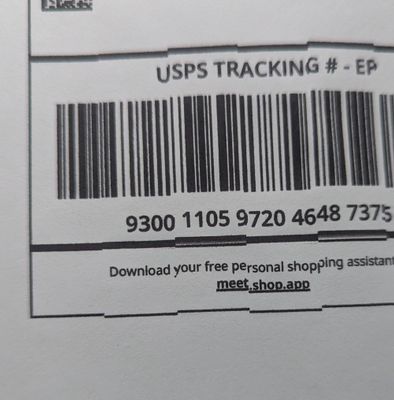 USPS TRACKING # - EP
9300 1105 9720 4648 7375
Download your free personal shopping assistant
meet.shop.app